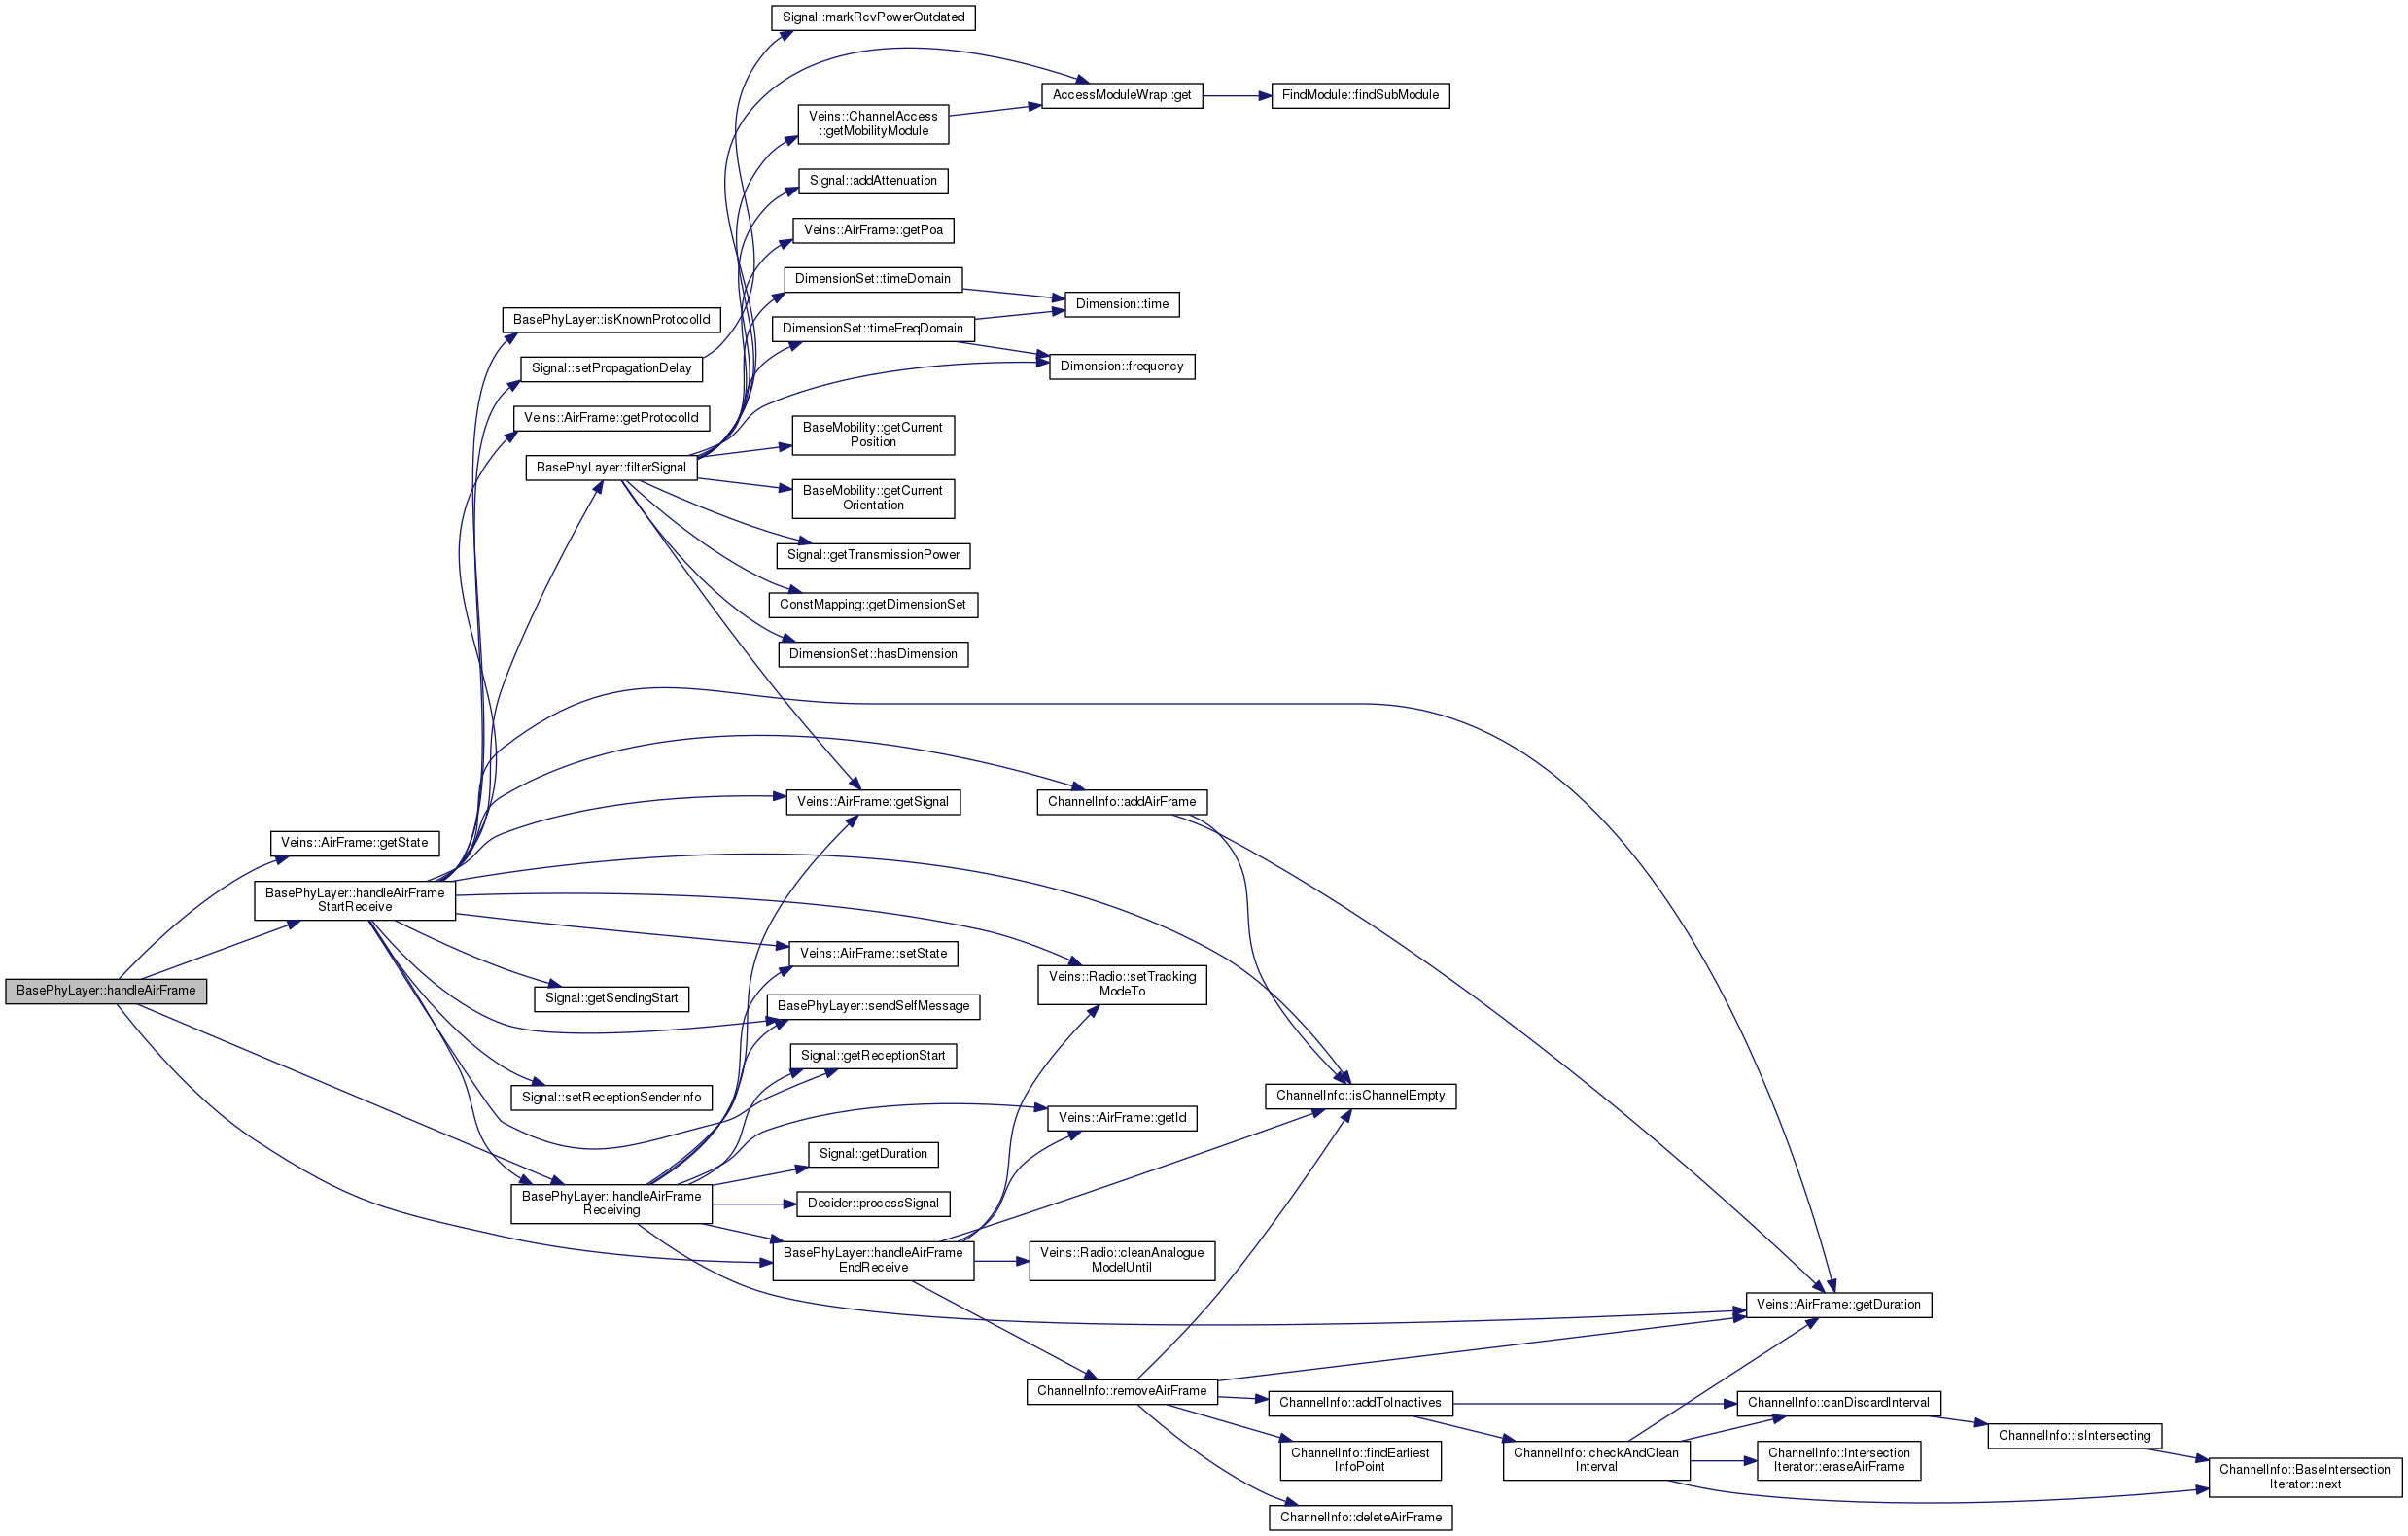 Signal::markRcvPowerOutdated
AccessModuleWrap::get
FindModule::findSubModule
Veins::ChannelAccess
::getMobilityModule
Signal::addAttenuation
Veins::AirFrame::getPoa
DimensionSet::timeDomain
Dimension::time
BasePhyLayer::isKnownProtocolId
DimensionSet::timeFreqDomain
Signal::setPropagationDelay
Dimension::frequency
Veins::AirFrame::getProtocolId
BaseMobility::getCurrent
Position
BasePhyLayer::filterSignal
BaseMobility::getCurrent
Orientation
Signal::getTransmissionPower
ConstMapping::getDimensionSet
DimensionSet::hasDimension
Veins::AirFrame::getSignal
ChannelInfo::addAirFrame
Veins::AirFrame::getState
BasePhyLayer::handleAirFrame
StartReceive
Veins::AirFrame::setState
Veins::Radio::setTracking
ModeTo
BasePhyLayer::handleAirFrame
Signal::getSendingStart
BasePhyLayer::sendSelfMessage
Signal::getReceptionStart
Signal::setReceptionSenderInfo
ChannelInfo::isChannelEmpty
Veins::AirFrame::getId
Signal::getDuration
BasePhyLayer::handleAirFrame
Receiving
Decider::processSignal
BasePhyLayer::handleAirFrame
EndReceive
Veins::Radio::cleanAnalogue
ModelUntil
Veins::AirFrame::getDuration
ChannelInfo::removeAirFrame
ChannelInfo::addToInactives
ChannelInfo::canDiscardInterval
ChannelInfo::isIntersecting
ChannelInfo::findEarliest
InfoPoint
ChannelInfo::checkAndClean
Interval
ChannelInfo::Intersection
Iterator::eraseAirFrame
ChannelInfo::BaseIntersection
Iterator::next
ChannelInfo::deleteAirFrame